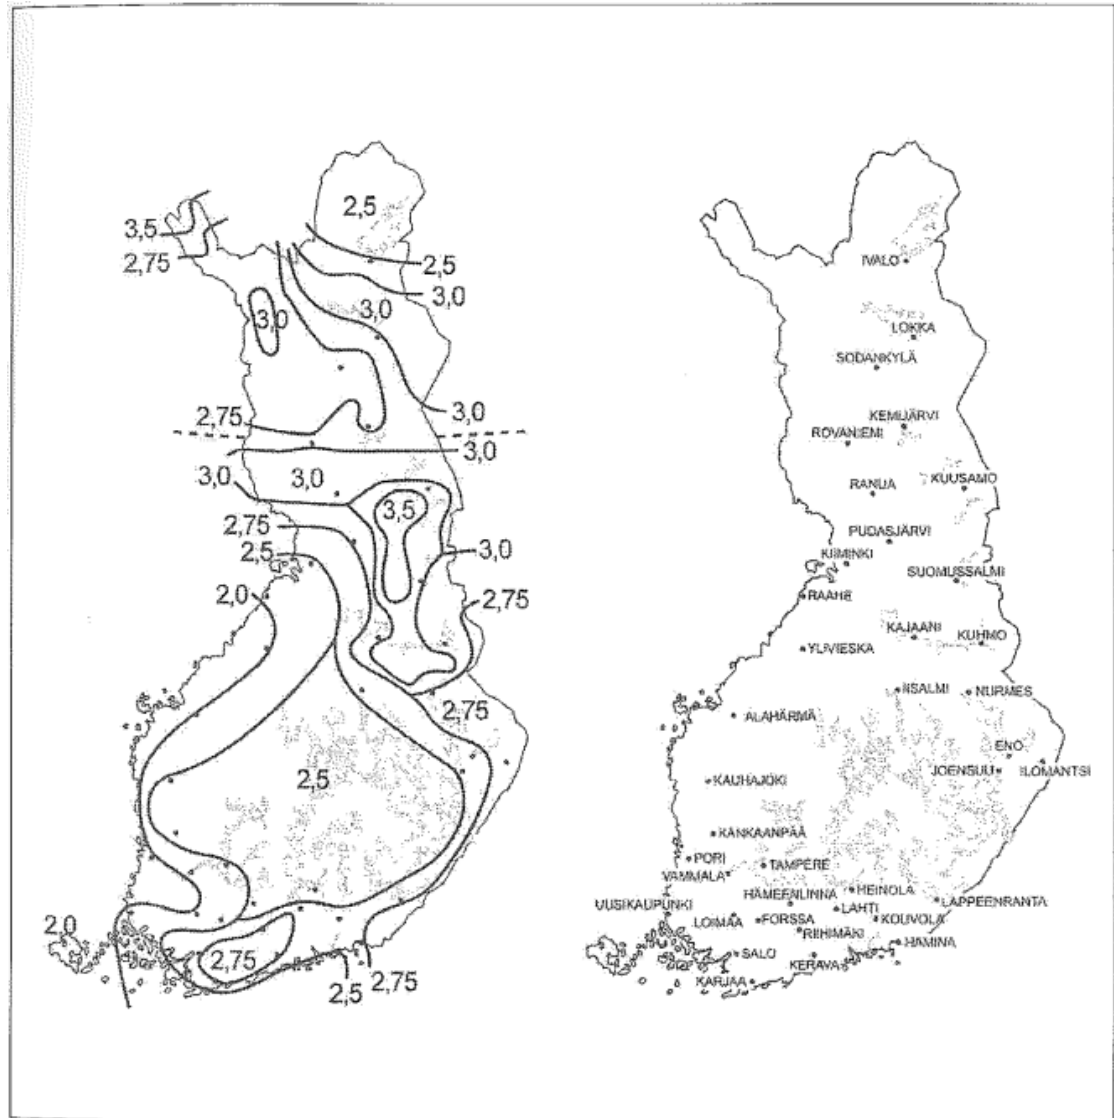 2,5
3,5
2,75
2,5
3,0
3,0
3,0
2,75
3,0
3,0
3,0
3,0
3,5
2,75
2,5
3,0
2,0
2,75
2,75
2,5
2,0
2,75
2,75
2,5
IVALO
LOKKA
SODANKYLÄ
KEMIJÄRVI
ROVANIEMI
RANUA
KUUSAMO
PUDASJÄRVI
KIIMINKI
SUOMUSSALMI
RAAHE
KAJAANI
KUHMO
YLIVIESKA
IISALMI
NURMES
ALAHÄRMÄ
ENO
JOENSUU
ILOMANTSI
KAUHAJOKI
KANKAANPÄÄ
PORI
TAMPERE
VAMMALA
HÄMEENLINNA
HEINOLA
LAPPEENRANTA
UUSIKAUPUNKI
LAHTI
LOIMAA
FORSSA
KOUVOLA
RIIHIMÄKI
HAMINA
SALO
KERAVA
KARJAA